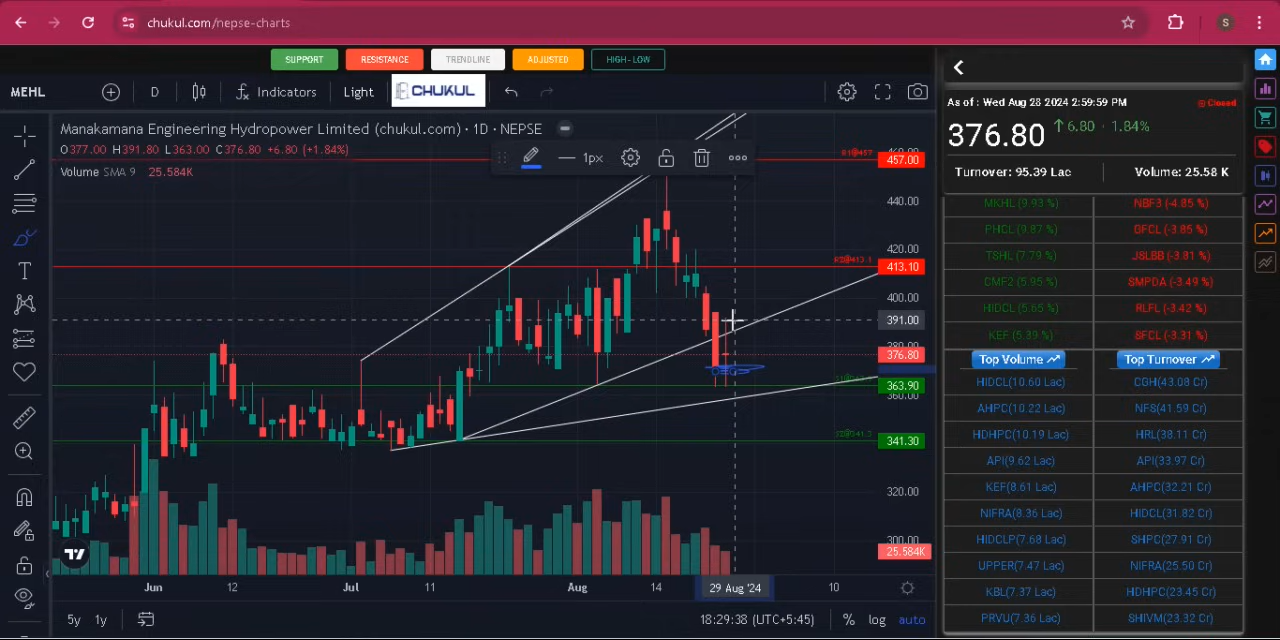 chukul.com/nepse-charts
S
SUPPORT RESISTANCE TRENDLINE ADJUSTED HIGH-LOW
MEHL D Indicators Light CHUKUL
Manakamana Engineering Hydropower Limited (chukul.com) · 1D · NEPSE
O377.00 H391.80 L363.00 C376.80 +6.80 (+1.84%)
Volume SMA 9 25.584K
1px
457.00
440.00
420.00
413.10
400.00
391.00
380.00
376.80
363.90
360.00
341.30
320.00
300.00
25.584K
Jun 12 Jul 11 Aug 14 29 Aug '24 10
5y 1y 18:29:38 (UTC+5:45) % log auto
As of : Wed Aug 28 2024 2:59:59 PM Closed
376.80 ↑6.80 · 1.84%
Turnover: 95.39 Lac Volume: 25.58 K
MKHL (9.93 %) NBF3 (-4.85 %)
PHCL (9.87 %) GFCL (-3.85 %)
TSHL (7.79 %) JSLBB (-3.81 %)
CMF2 (5.95 %) SMPDA (-3.49 %)
HIDCL (5.65 %) RLFL (-3.42 %)
KEF (5.39 %) SFCL (-3.31 %)
Top Volume Top Turnover
HIDCL(10.60 Lac) CGH(43.08 Cr)
AHPC(10.22 Lac) NFS(41.59 Cr)
HDHPC(10.19 Lac) HRL(38.11 Cr)
API(9.62 Lac) API(33.97 Cr)
KEF(8.61 Lac) AHPC(32.21 Cr)
NIFRA(8.36 Lac) HIDCL(31.82 Cr)
HIDCLP(7.68 Lac) SHPC(27.91 Cr)
UPPER(7.47 Lac) NIFRA(25.50 Cr)
KBL(7.37 Lac) HDHPC(23.45 Cr)
PRVU(7.36 Lac) SHIVM(23.32 Cr)